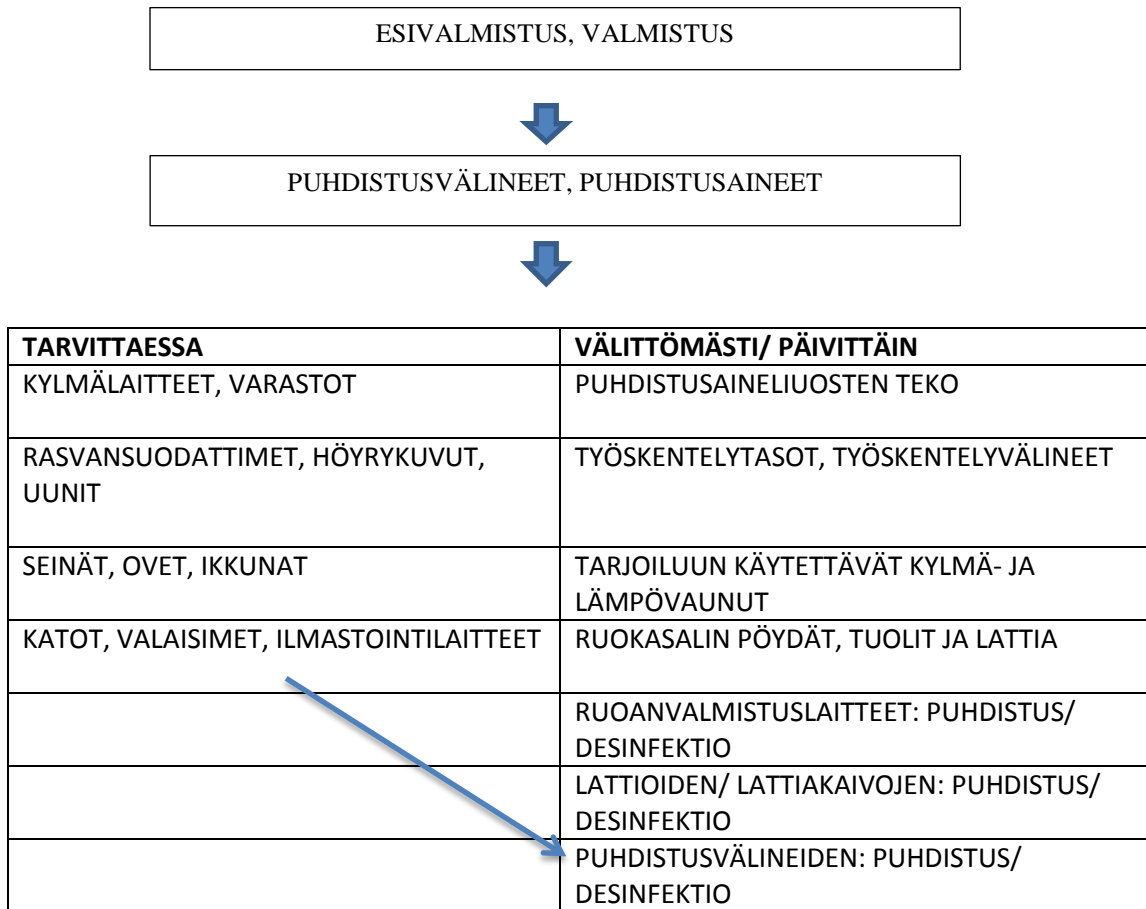 ESIVALMISTUS, VALMISTUS
PUHDISTUSVÄLINEET, PUHDISTUSAINEET
TARVITTAESSA
VÄLITTÖMÄSTI/ PÄIVITTÄIN
KYLMÄLAITTEET, VARASTOT
PUHDISTUSAINELIUOSTEN TEKO
RASVANSUODATTIMET, HÖYRYKUVUT,
UUNIT
TYÖSKENTELYTASOT, TYÖSKENTELYVÄLINEET
SEINÄT, OVET, IKKUNAT
TARJOILUUN KÄYTETTÄVÄT KYLMÄ- JA
LÄMPÖVAUNUT
KATOT, VALAISIMET, ILMASTOINTILAITTEET
RUOKASALIN PÖYDÄT, TUOLIT JA LATTIA
RUOANVALMISTUSLAITTEET: PUHDISTUS/
DESINFEKTIO
LATTIOIDEN/ LATTIAKAIVOJEN: PUHDISTUS/
DESINFEKTIO
PUHDISTUSVÄLINEIDEN: PUHDISTUS/
DESINFEKTIO